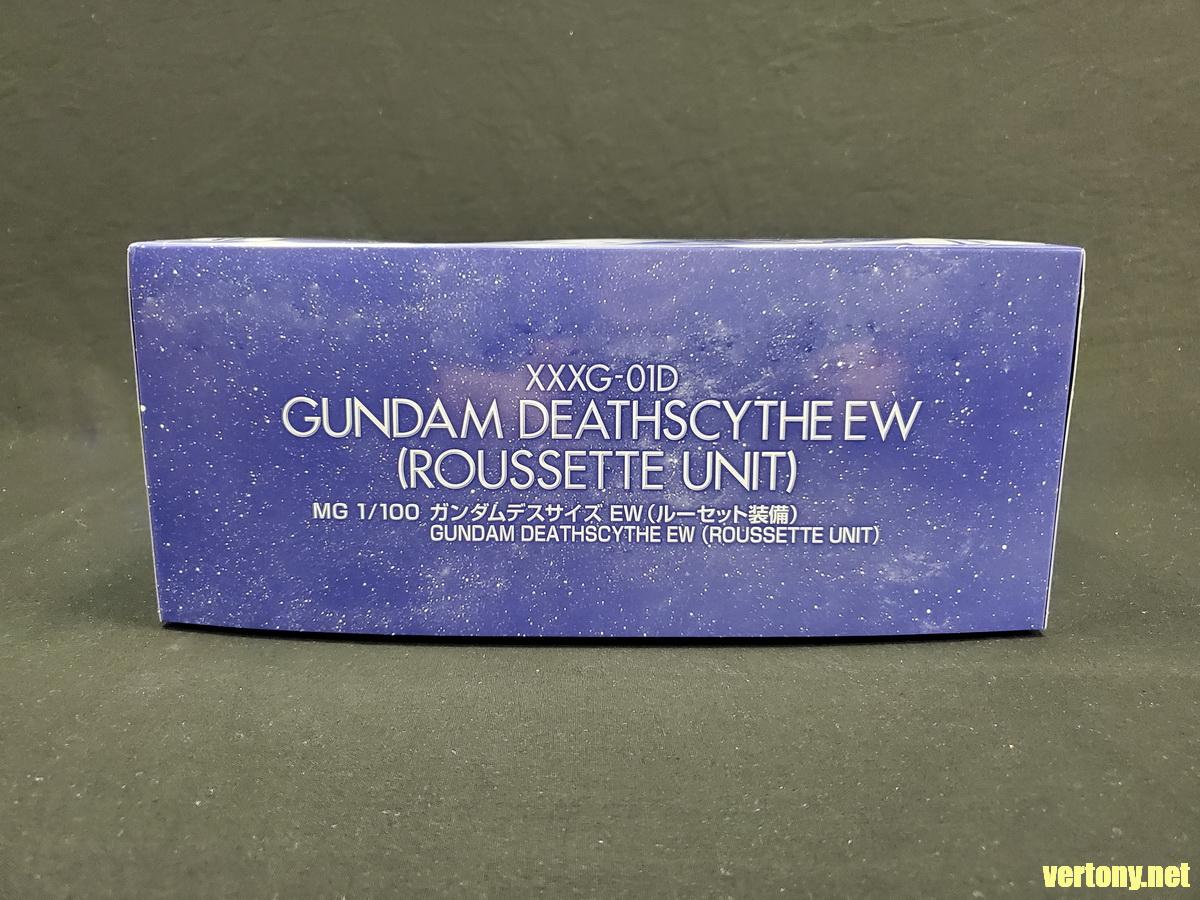 XXXG-01D
GUNDAM DEATHSCYTHE EW
(ROUSSETTE UNIT)
MG 1/100 ガンダムデスサイズ EW(ルーセット装備)
GUNDAM DEATHSCYTHE EW (ROUSSETTE UNIT)
vertony.net